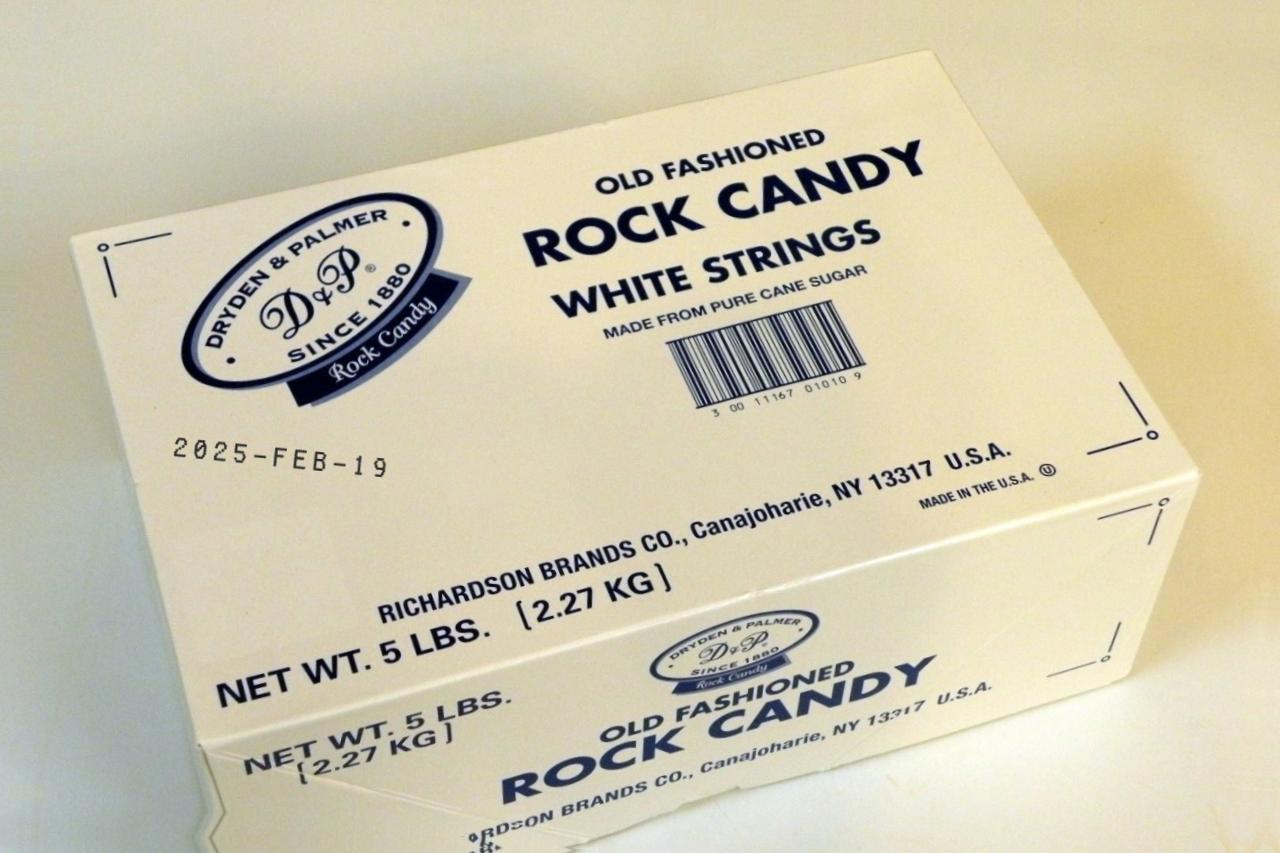 DRYDEN & PALMER
D&P®
SINCE 1880
Rock Candy
OLD FASHIONED
ROCK CANDY
WHITE STRINGS
MADE FROM PURE CANE SUGAR
3 00 11167 01010 9
2025-FEB-19
RICHARDSON BRANDS CO., Canajoharie, NY 13317 U.S.A.
MADE IN THE U.S.A. Ⓤ
NET WT. 5 LBS. [2.27 KG]
NET WT. 5 LBS.
[2.27 KG]
DRYDEN & PALMER
D&P®
SINCE 1880
Rock Candy
OLD FASHIONED
ROCK CANDY
BRANDS CO., Canajoharie, NY 13317 U.S.A.